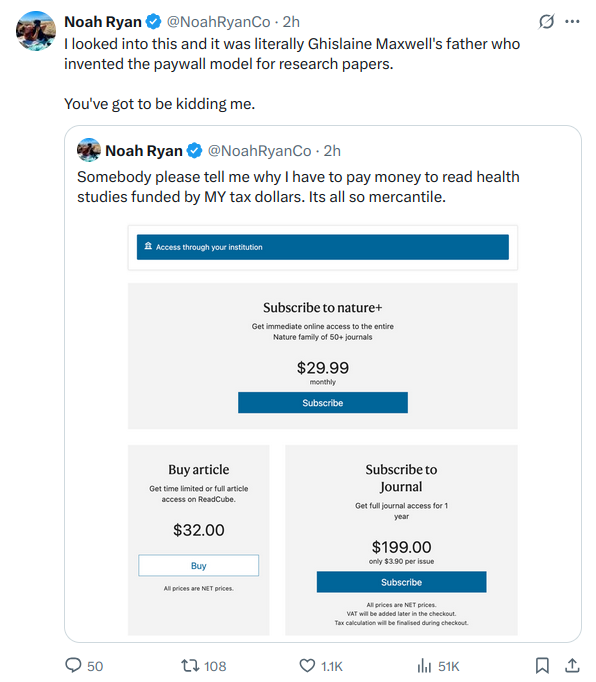 Noah Ryan @NoahRyanCo · 2h
I looked into this and it was literally Ghislaine Maxwell's father who
invented the paywall model for research papers.
You've got to be kidding me.
Noah Ryan @NoahRyanCo · 2h
Somebody please tell me why I have to pay money to read health
studies funded by MY tax dollars. Its all so mercantile.
Access through your institution
Subscribe to nature+
Get immediate online access to the entire
Nature family of 50+ journals
$29.99
monthly
Subscribe
Buy article
Get time limited or full article
access on ReadCube.
$32.00
Buy
All prices are NET prices.
Subscribe to
Journal
Get full journal access for 1
year
$199.00
only $3.90 per issue
Subscribe
All prices are NET prices.
VAT will be added later in the checkout.
Tax calculation will be finalised during checkout.
50 108 1.1K 51K